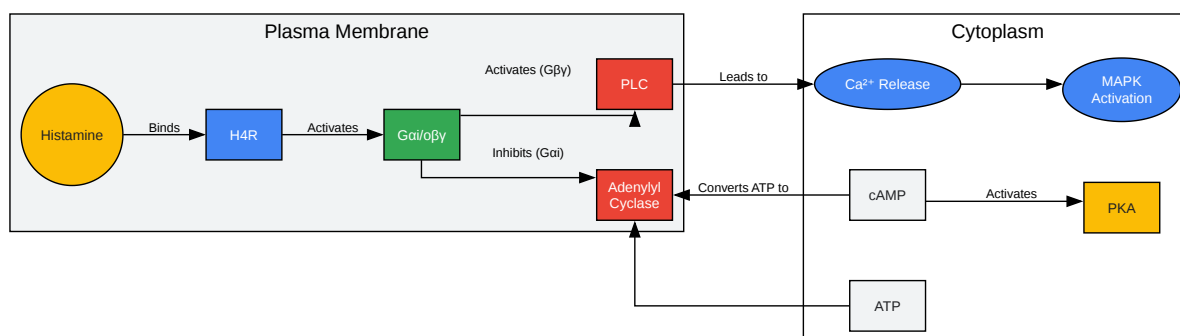 Plasma Membrane
Cytoplasm
Histamine
Binds
H4R
Activates
Gαi/oβγ
Activates (Gβγ)
PLC
Leads to
Ca²⁺ Release
MAPK
Activation
Inhibits (Gαi)
Adenylyl
Cyclase
Converts ATP to
cAMP
Activates
PKA
ATP